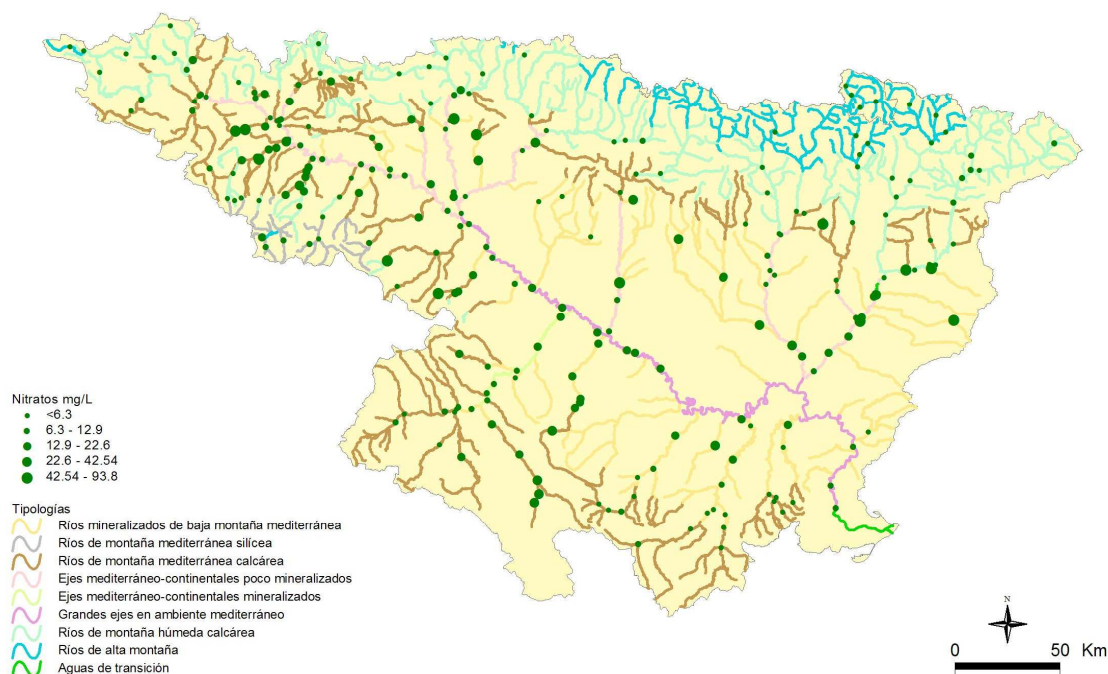 Nitratos mg/L
<6.3
6.3 - 12.9
12.9 - 22.6
22.6 - 42.54
42.54 - 93.8
Tipologías
Ríos mineralizados de baja montaña mediterránea
Ríos de montaña mediterránea silícea
Ríos de montaña mediterránea calcárea
Ejes mediterráneo-continentales poco mineralizados
Ejes mediterráneo-continentales mineralizados
Grandes ejes en ambiente mediterráneo
Ríos de montaña húmeda calcárea
Ríos de alta montaña
Aguas de transición
N
0 50 Km